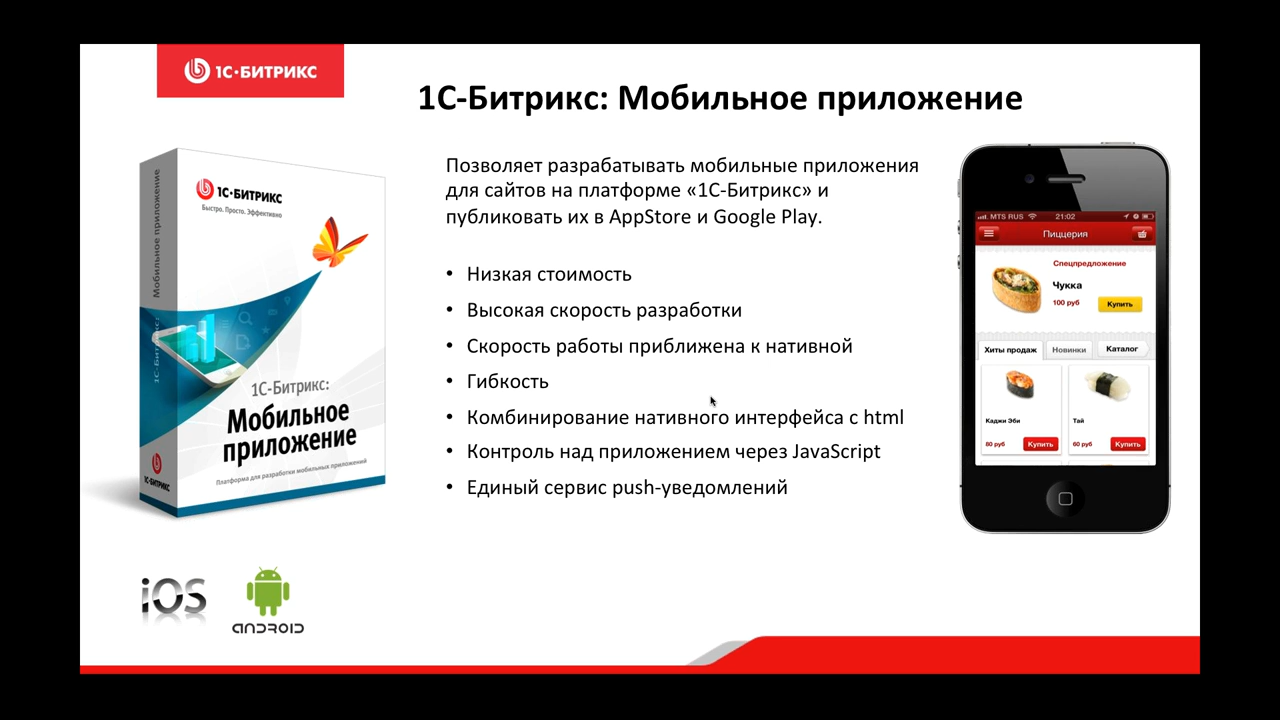 1С·БИТРИКС
1С-Битрикс: Мобильное приложение
Позволяет разрабатывать мобильные приложения
для сайтов на платформе «1С-Битрикс» и
публиковать их в AppStore и Google Play.
• Низкая стоимость
• Высокая скорость разработки
• Скорость работы приближена к нативной
• Гибкость
• Комбинирование нативного интерфейса с html
• Контроль над приложением через JavaScript
• Единый сервис push-уведомлений
1С·БИТРИКС
Быстро. Просто. Эффективно
1С-Битрикс:
Мобильное
приложение
Платформа для разработки мобильных приложений
1С-Битрикс: Мобильное приложение
1С·БИТРИКС
iOS
ANDROID
MTS RUS 21:02
Пиццерия
Спецпредложение
Чукка
100 руб Купить
Хиты продаж Новинки Каталог
Каджи Эби Тай
80 руб Купить 60 руб Купить